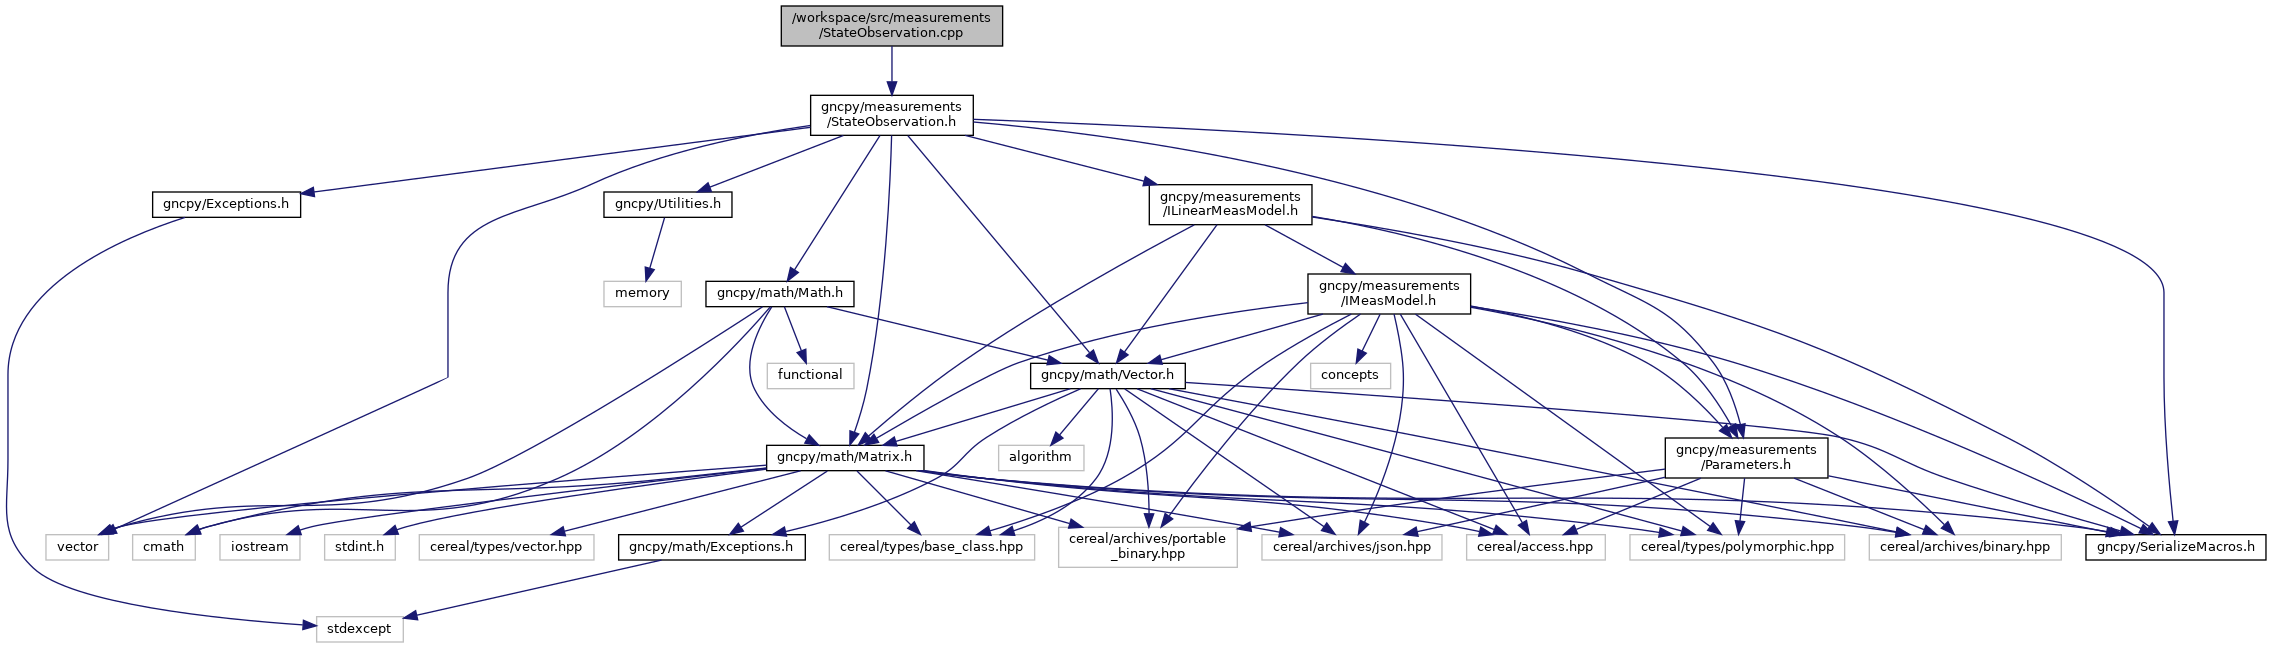 /workspace/src/measurements
/StateObservation.cpp
gncpy/measurements
/StateObservation.h
gncpy/Exceptions.h
gncpy/Utilities.h
gncpy/measurements
/ILinearMeasModel.h
memory
gncpy/math/Math.h
gncpy/measurements
/IMeasModel.h
functional
gncpy/math/Vector.h
concepts
gncpy/math/Matrix.h
algorithm
gncpy/measurements
/Parameters.h
vector
cmath
iostream
stdint.h
cereal/types/vector.hpp
gncpy/math/Exceptions.h
cereal/types/base_class.hpp
cereal/archives/portable
_binary.hpp
cereal/archives/json.hpp
cereal/access.hpp
cereal/types/polymorphic.hpp
cereal/archives/binary.hpp
gncpy/SerializeMacros.h
stdexcept